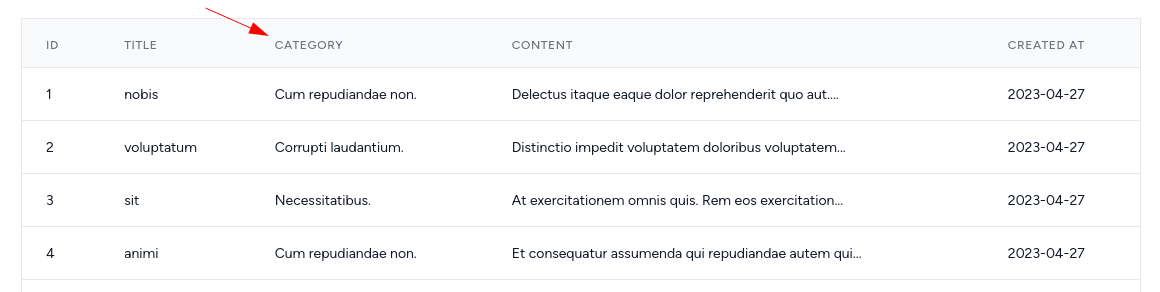 ID TITLE CATEGORY CONTENT CREATED AT
1 nobis Cum repudiandae non. Delectus itaque eaque dolor reprehenderit quo aut.... 2023-04-27
2 voluptatum Corrupti laudantium. Distinctio impedit voluptatem doloribus voluptatem... 2023-04-27
3 sit Necessitatibus. At exercitationem omnis quis. Rem eos exercitation... 2023-04-27
4 animi Cum repudiandae non. Et consequatur assumenda qui repudiandae autem qui... 2023-04-27